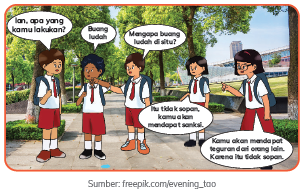 Ian, apa yang
kamu lakukan?
Buang
ludah
Mengapa buang
ludah di situ?
Itu tidak sopan,
kamu akan
mendapat sanksi.
Kamu akan mendapat
teguran dari orang lain.
Karena itu tidak sopan.
Sumber: freepik.com/evening_tao